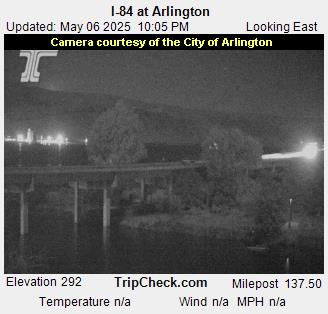 I-84 at Arlington
Updated: May 06 2025 10:05 PM Looking East
Camera courtesy of the City of Arlington
Elevation 292 TripCheck.com Milepost 137.50
Temperature n/a Wind n/a MPH n/a